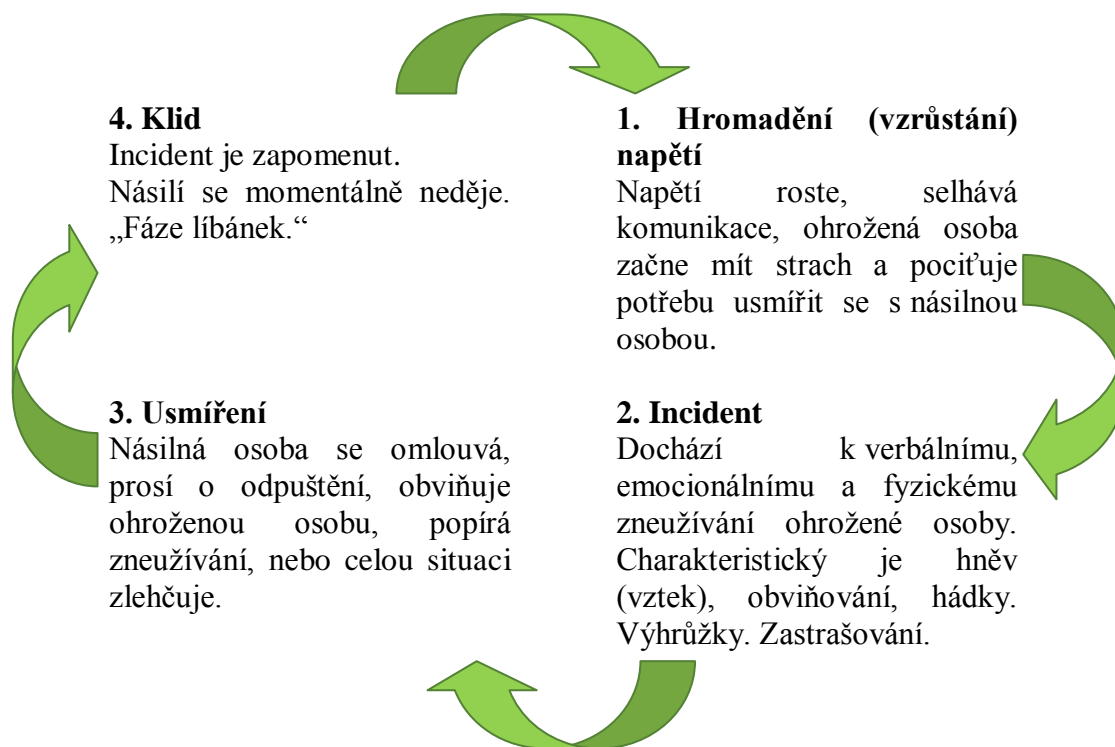 4. Klid
Incident je zapomenut.
Násilí se momentálně neděje.
„Fáze líbánek.“
1. Hromadění (vzrůstání)
napětí
Napětí roste, selhává
komunikace, ohrožená osoba
začne mít strach a pociťuje
potřebu usmířit se s násilnou
osobou.
3. Usmíření
Násilná osoba se omlouvá,
prosí o odpuštění, obviňuje
ohroženou osobu, popírá
zneužívání, nebo celou situaci
zlehčuje.
2. Incident
Dochází k verbálnímu,
emocionálnímu a fyzickému
zneužívání ohrožené osoby.
Charakteristický je hněv
(vztek), obviňování, hádky.
Výhrůžky. Zastrašování.